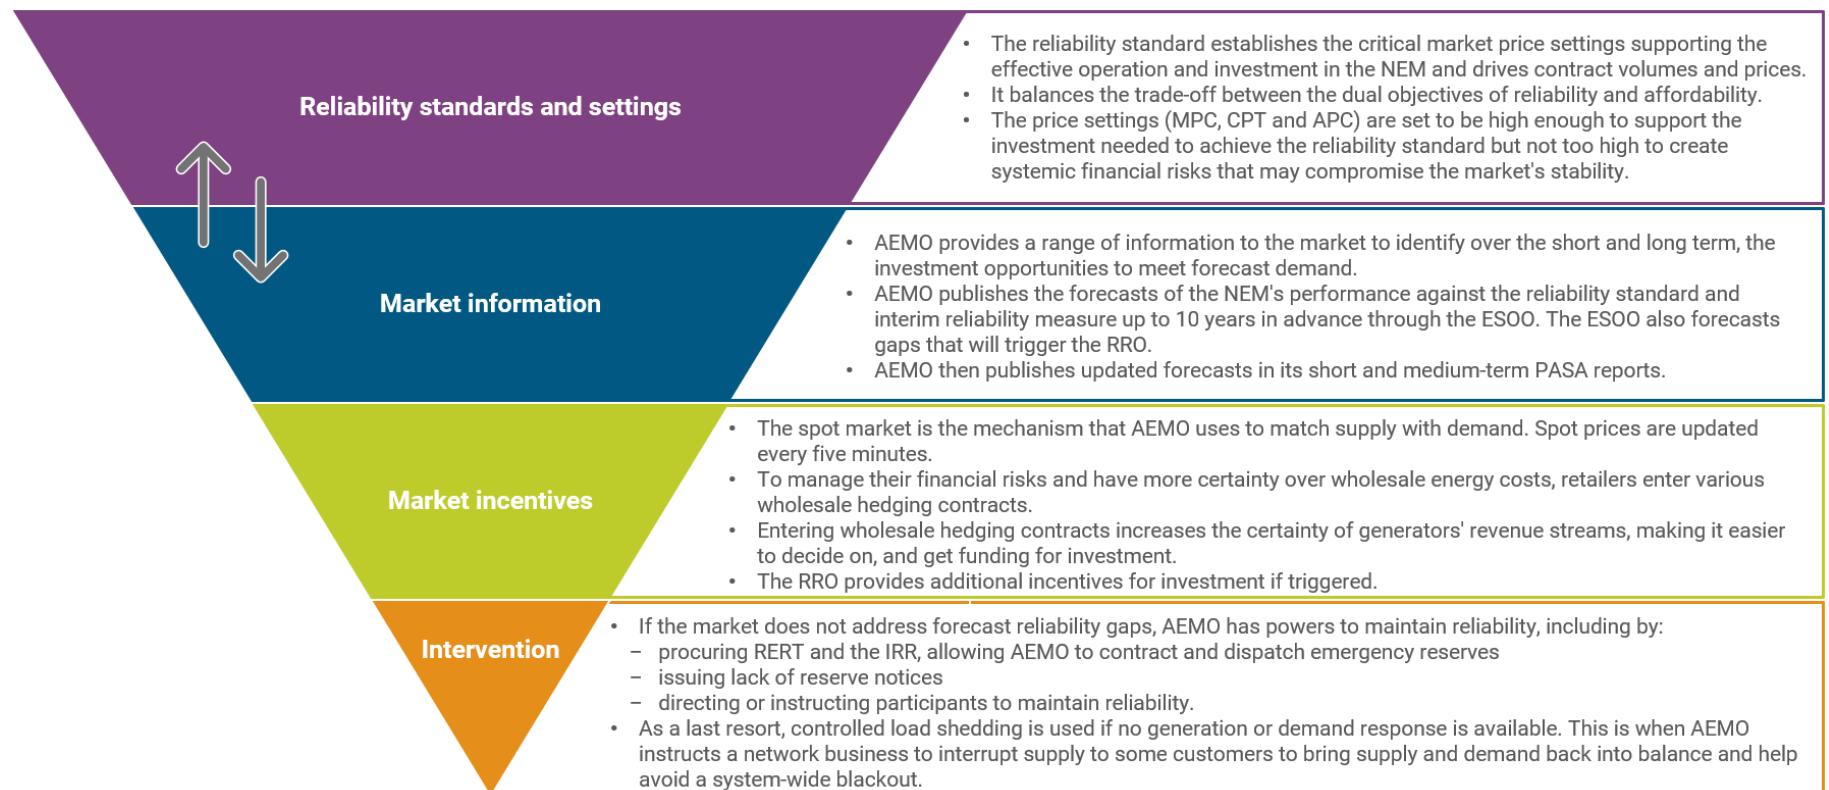 Reliability standards and settings
• The reliability standard establishes the critical market price settings supporting the
effective operation and investment in the NEM and drives contract volumes and prices.
• It balances the trade-off between the dual objectives of reliability and affordability.
• The price settings (MPC, CPT and APC) are set to be high enough to support the
investment needed to achieve the reliability standard but not too high to create
systemic financial risks that may compromise the market's stability.
Market information
• AEMO provides a range of information to the market to identify over the short and long term, the
investment opportunities to meet forecast demand.
• AEMO publishes the forecasts of the NEM's performance against the reliability standard and
interim reliability measure up to 10 years in advance through the ESOO. The ESOO also forecasts
gaps that will trigger the RRO.
• AEMO then publishes updated forecasts in its short and medium-term PASA reports.
Market incentives
• The spot market is the mechanism that AEMO uses to match supply with demand. Spot prices are updated
every five minutes.
• To manage their financial risks and have more certainty over wholesale energy costs, retailers enter various
wholesale hedging contracts.
• Entering wholesale hedging contracts increases the certainty of generators' revenue streams, making it easier
to decide on, and get funding for investment.
• The RRO provides additional incentives for investment if triggered.
Intervention
• If the market does not address forecast reliability gaps, AEMO has powers to maintain reliability, including by:
– procuring RERT and the IRR, allowing AEMO to contract and dispatch emergency reserves
– issuing lack of reserve notices
– directing or instructing participants to maintain reliability.
• As a last resort, controlled load shedding is used if no generation or demand response is available. This is when AEMO
instructs a network business to interrupt supply to some customers to bring supply and demand back into balance and help
avoid a system-wide blackout.